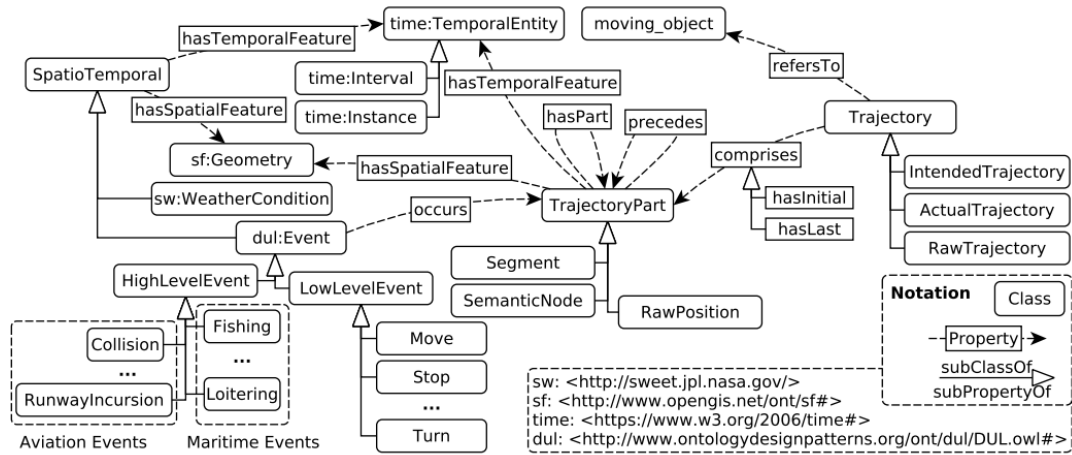 time:TemporalEntity
moving_object
hasTemporalFeature
SpatioTemporal
time:Interval
hasTemporalFeature
refersTo
hasSpatialFeature
time:Instance
hasPart
precedes
Trajectory
sf:Geometry
hasSpatialFeature
comprises
IntendedTrajectory
sw:WeatherCondition
occurs
TrajectoryPart
hasInitial
ActualTrajectory
dul:Event
hasLast
RawTrajectory
HighLevelEvent
LowLevelEvent
Segment
SemanticNode
RawPosition
Notation
Class
Property
subClassOf
subPropertyOf
Collision
...
RunwayIncursion
Aviation Events
Fishing
...
Loitering
Maritime Events
Move
Stop
...
Turn
sw: <http://sweet.jpl.nasa.gov/>
sf: <http://www.opengis.net/ont/sf#>
time: <https://www.w3.org/2006/time#>
dul: <http://www.ontologydesignpatterns.org/ont/dul/DUL.owl#>